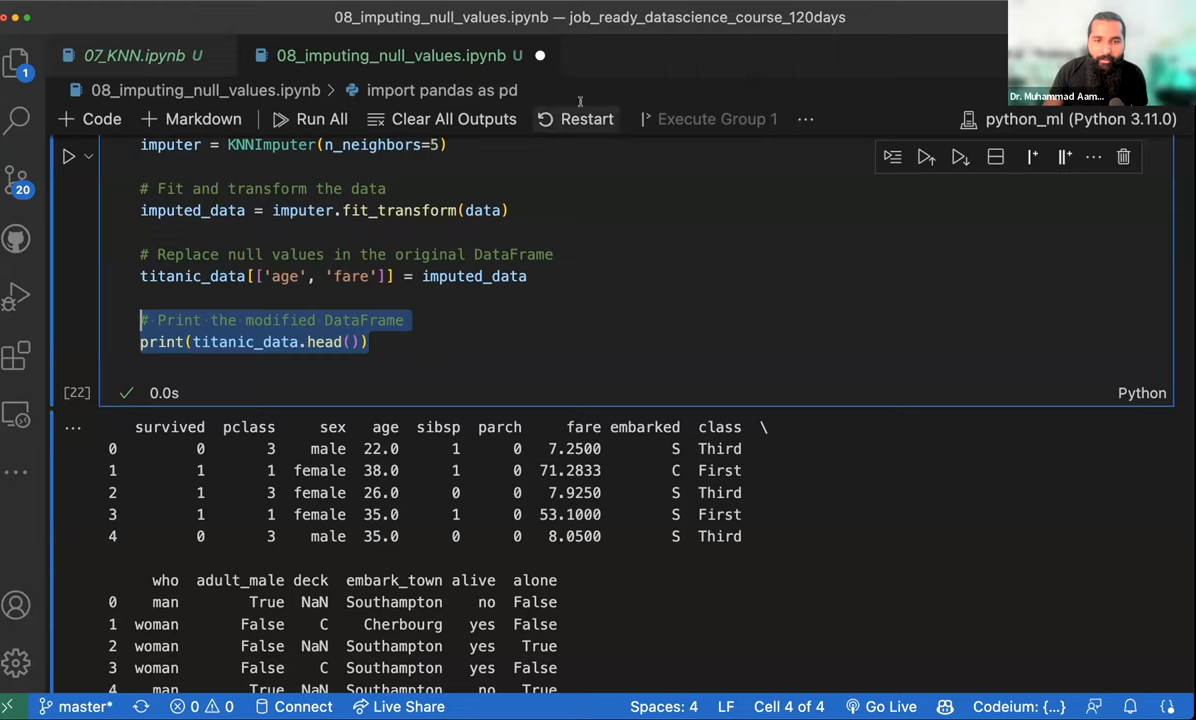 08_imputing_null_values.ipynb — job_ready_datascience_course_120days
07_KNN.ipynb U
08_imputing_null_values.ipynb U
08_imputing_null_values.ipynb > import pandas as pd
+ Code + Markdown Run All Clear All Outputs Restart Execute Group 1 ... python_ml (Python 3.11.0)
Dr. Muhammad Aam...
1
20
imputer = KNNImputer(n_neighbors=5)
# Fit and transform the data
imputed_data = imputer.fit_transform(data)
# Replace null values in the original DataFrame
titanic_data[['age', 'fare']] = imputed_data
# Print the modified DataFrame
print(titanic_data.head())
[22] 0.0s Python
... survived pclass sex age sibsp parch fare embarked class \
0 0 3 male 22.0 1 0 7.2500 S Third
1 1 1 female 38.0 1 0 71.2833 C First
2 1 3 female 26.0 0 0 7.9250 S Third
3 1 1 female 35.0 1 0 53.1000 S First
4 0 3 male 35.0 0 0 8.0500 S Third
who adult_male deck embark_town alive alone
0 man True NaN Southampton no False
1 woman False C Cherbourg yes False
2 woman False NaN Southampton yes True
3 woman False C Southampton yes False
4 man True NaN Southampton no True
master* 0 0 Connect Live Share Spaces: 4 LF Cell 4 of 4 Go Live Codeium: {...}